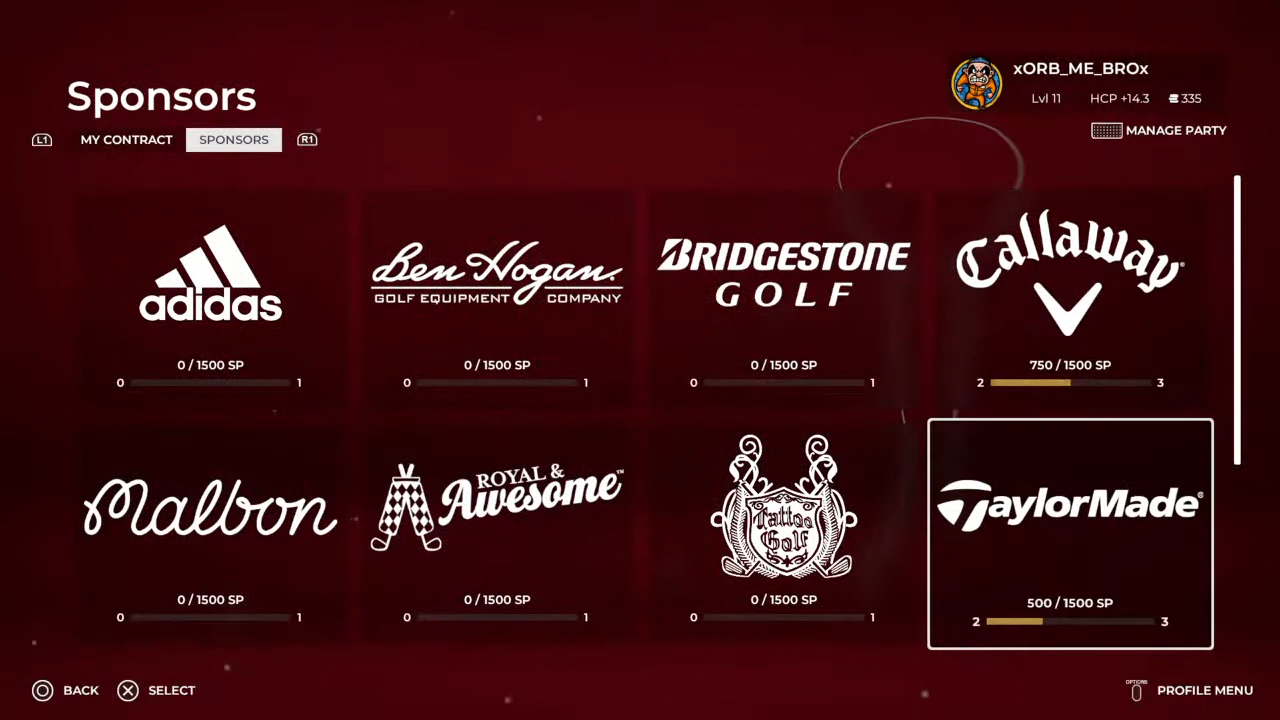 Sponsors
xORB_ME_BROx
Lvl 11 HCP +14.3 335
L1 MY CONTRACT SPONSORS R1
MANAGE PARTY
adidas
0 / 1500 SP
0 1
Ben Hogan.
GOLF EQUIPMENT COMPANY
0 / 1500 SP
0 1
BRIDGESTONE
GOLF
0 / 1500 SP
0 1
Callaway®
750 / 1500 SP
2 3
Malbon
0 / 1500 SP
0 1
ROYAL &
Awesome™
0 / 1500 SP
0 1
Tattoo
Golf
0 / 1500 SP
0 1
TaylorMade®
500 / 1500 SP
2 3
BACK SELECT
OPTIONS
PROFILE MENU